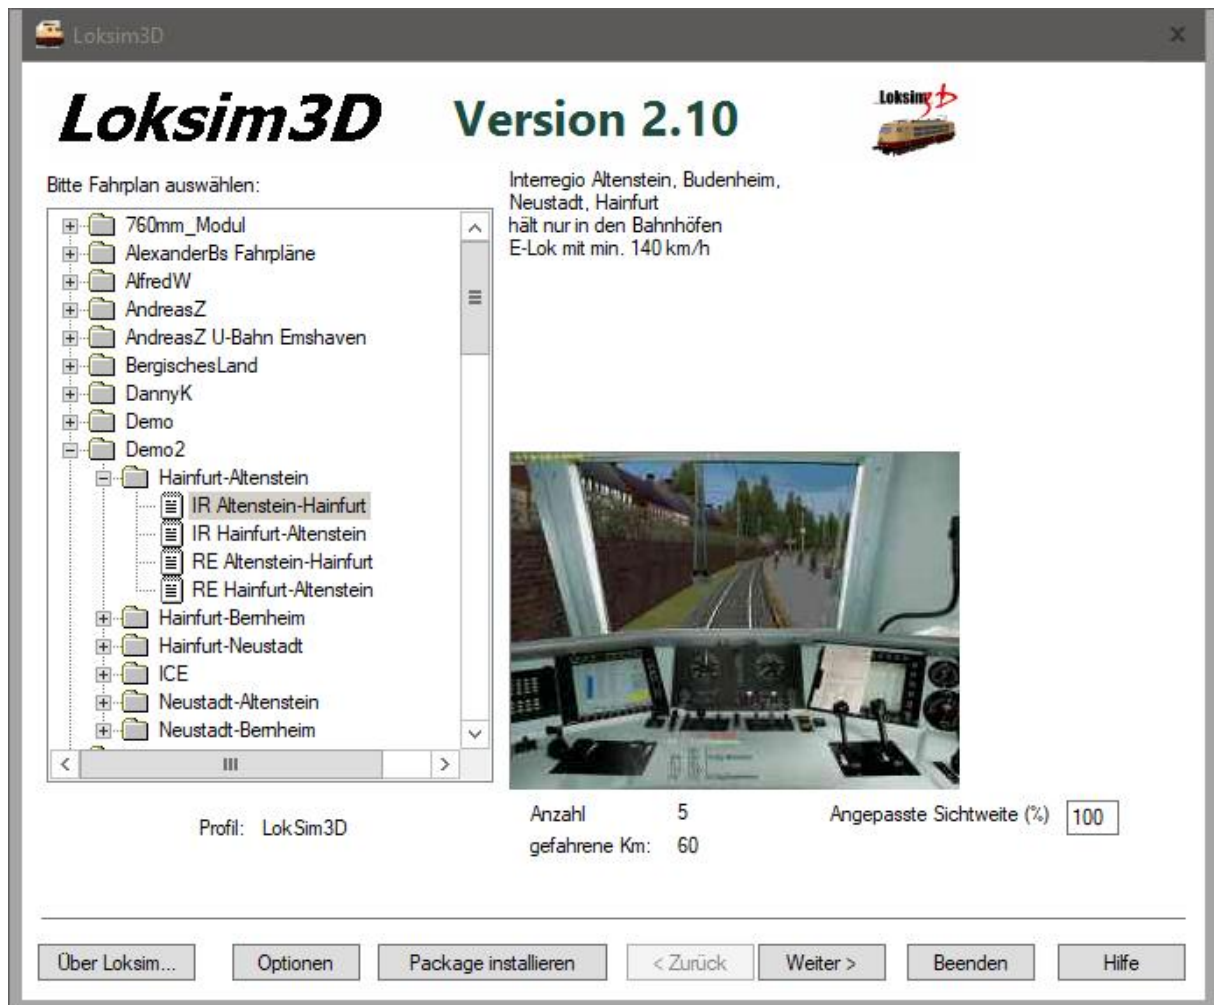 Loksim3D
Loksim3D
Version 2.10
Loksim3D
Bitte Fahrplan auswählen:
760mm_Modul
AlexanderBs Fahrpläne
AlfredW
AndreasZ
AndreasZ U-Bahn Emshaven
BergischesLand
DannyK
Demo
Demo2
Hainfurt-Altenstein
IR Altenstein-Hainfurt
IR Hainfurt-Altenstein
RE Altenstein-Hainfurt
RE Hainfurt-Altenstein
Hainfurt-Bernheim
Hainfurt-Neustadt
ICE
Neustadt-Altenstein
Neustadt-Bernheim
Interregio Altenstein, Budenheim,
Neustadt, Hainfurt
hält nur in den Bahnhöfen
E-Lok mit min. 140 km/h
Profil: LokSim3D
Anzahl 5
gefahrene Km: 60
Angepasste Sichtweite (%) 100
Über Loksim...
Optionen
Package installieren
< Zurück
Weiter >
Beenden
Hilfe